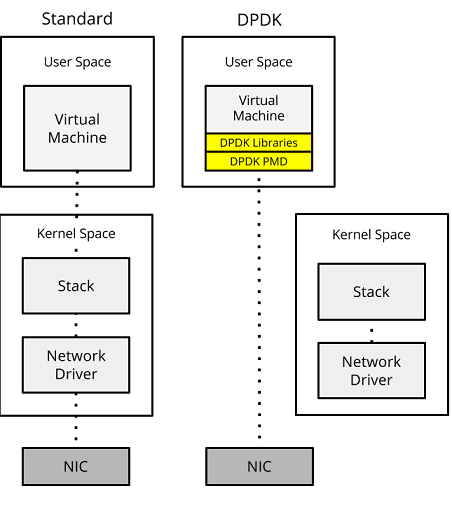 Standard
DPDK
User Space
Virtual
Machine
User Space
Virtual
Machine
DPDK Libraries
DPDK PMD
Kernel Space
Stack
Network
Driver
Kernel Space
Stack
Network
Driver
NIC
NIC